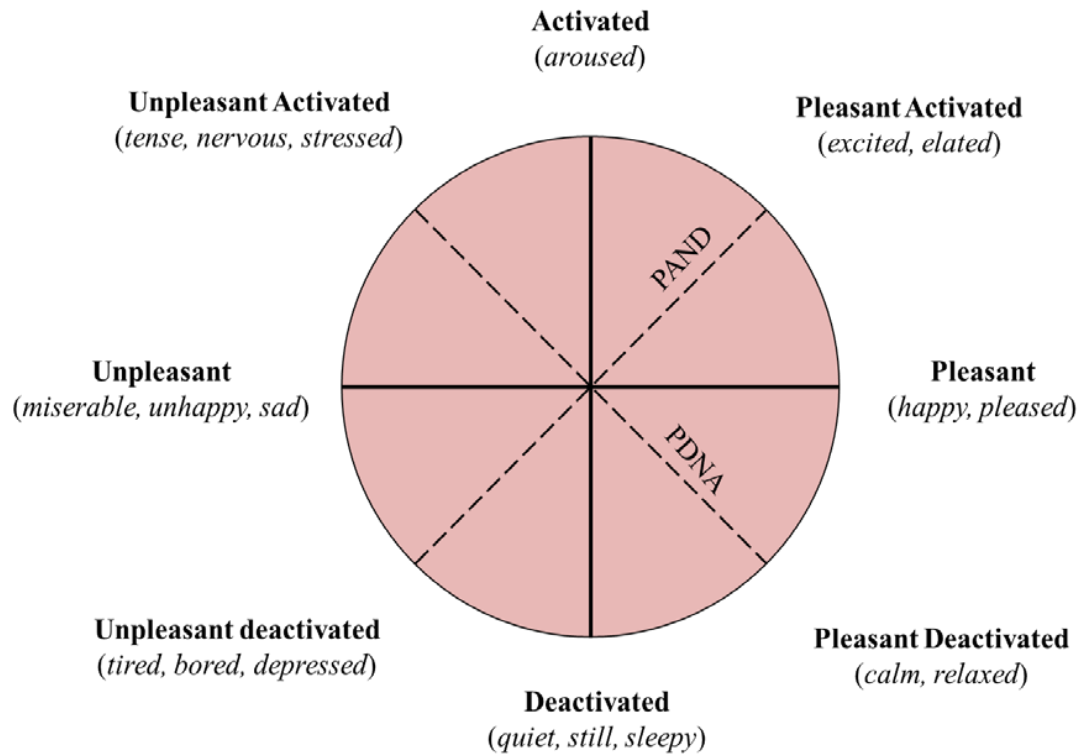 Activated
(aroused)
Unpleasant Activated
(tense, nervous, stressed)
Pleasant Activated
(excited, elated)
PAND
Unpleasant
(miserable, unhappy, sad)
Pleasant
(happy, pleased)
PDNA
Unpleasant deactivated
(tired, bored, depressed)
Pleasant Deactivated
(calm, relaxed)
Deactivated
(quiet, still, sleepy)